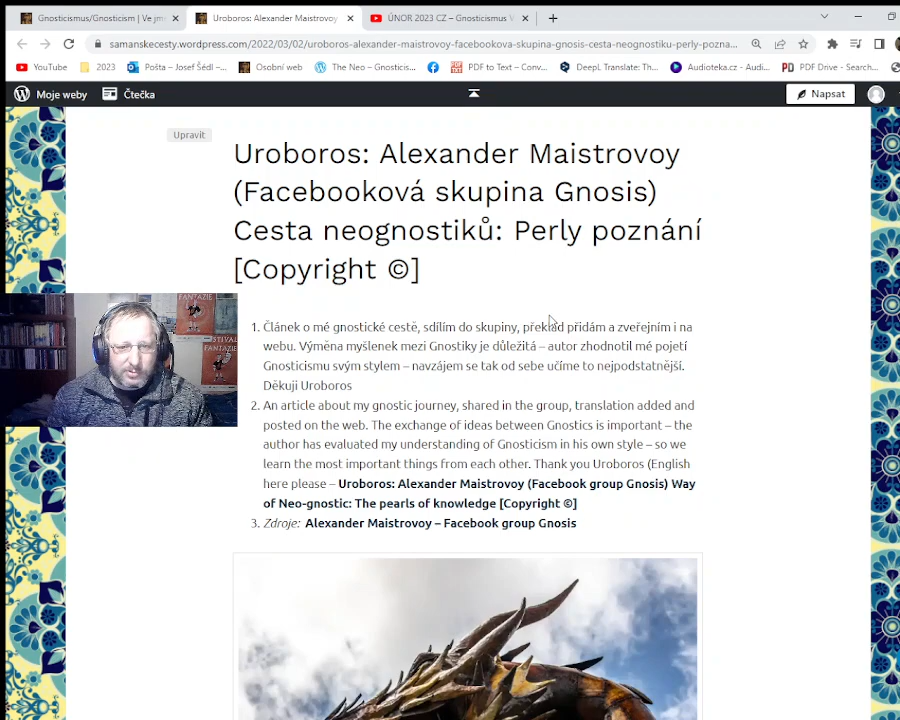 Gnosticismus/Gnosticism | Ve jm
Uroboros: Alexander Maistrovoy
ÚNOR 2023 CZ – Gnosticismus V
samanskecesty.wordpress.com/2022/03/02/uroboros-alexander-maistrovoy-facebookova-skupina-gnosis-cesta-neognostiku-perly-pozna...
YouTube
2023
Pošta – Josef Šédl –...
Osobní web
The Neo – Gnostici...
PDF to Text – Conv...
DeepL Translate: Th...
Audioteka.cz - Audi...
PDF Drive - Search...
Moje weby
Čtečka
Napsat
Upravit
Uroboros: Alexander Maistrovoy
(Facebooková skupina Gnosis)
Cesta neognostiků: Perly poznání
[Copyright ©]
1. Článek o mé gnostické cestě, sdílím do skupiny, překlad přidám a zveřejním i na
webu. Výměna myšlenek mezi Gnostiky je důležitá – autor zhodnotil mé pojetí
Gnosticismu svým stylem – navzájem se tak od sebe učíme to nejpodstatnější.
Děkuji Uroboros
2. An article about my gnostic journey, shared in the group, translation added and
posted on the web. The exchange of ideas between Gnostics is important – the
author has evaluated my understanding of Gnosticism in his own style – so we
learn the most important things from each other. Thank you Uroboros (English
here please – Uroboros: Alexander Maistrovoy (Facebook group Gnosis) Way
of Neo-gnostic: The pearls of knowledge [Copyright ©]
3. Zdroje: Alexander Maistrovoy – Facebook group Gnosis
FANTAZIE
STIVAL
FANTAZIE